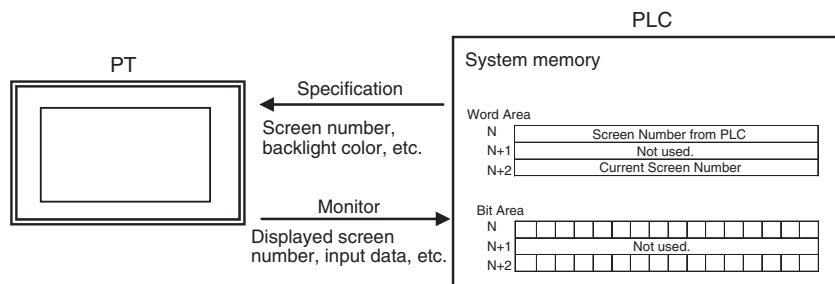 PLC
PT
System memory
Specification
Screen number,
backlight color, etc.
Monitor
Displayed screen
number, input data, etc.
Word Area
N Screen Number from PLC
N+1 Not used.
N+2 Current Screen Number
Bit Area
N
N+1 Not used.
N+2